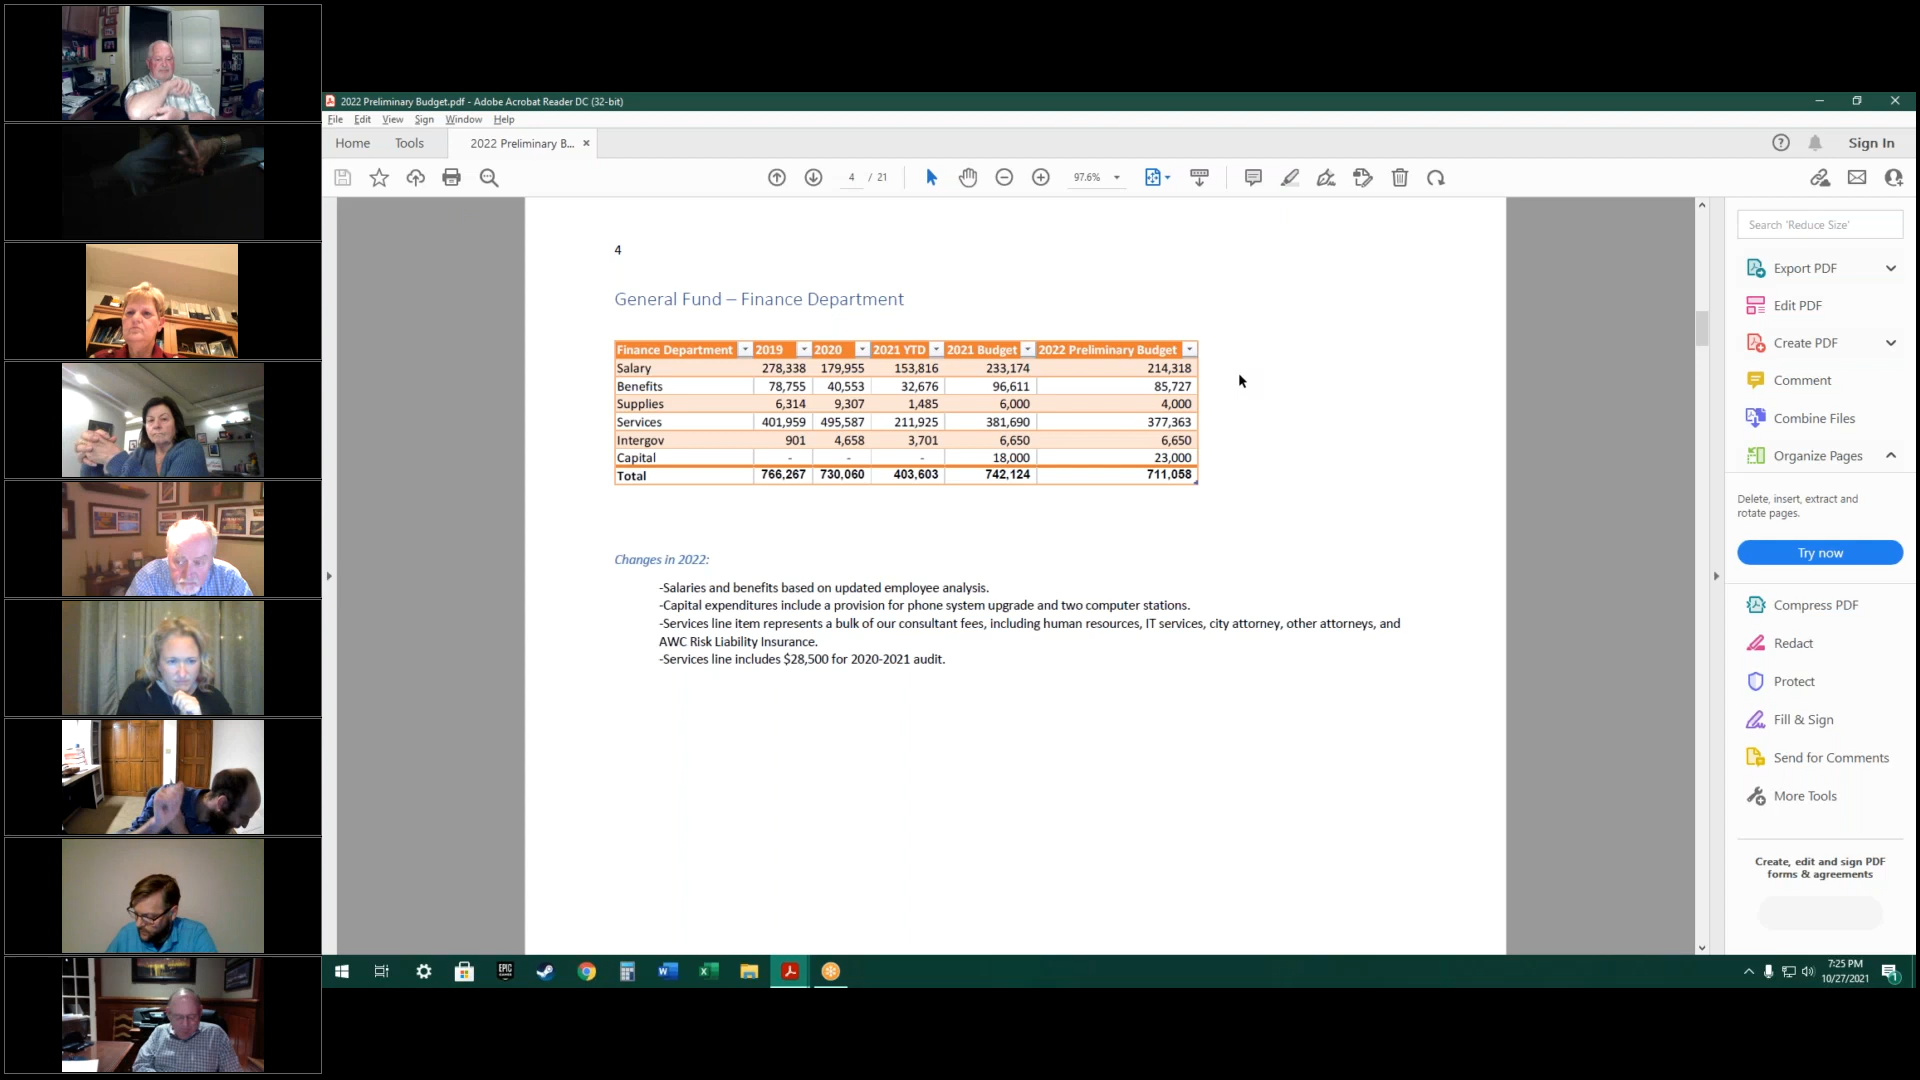 2022 Preliminary Budget.pdf - Adobe Acrobat Reader DC (32-bit)
File Edit View Sign Window Help
Home Tools 2022 Preliminary B... × Sign In
4 / 21 97.6%
4
General Fund – Finance Department
Finance Department 2019 2020 2021 YTD 2021 Budget 2022 Preliminary Budget
Salary 278,338 179,955 153,816 233,174 214,318
Benefits 78,755 40,553 32,676 96,611 85,727
Supplies 6,314 9,307 1,485 6,000 4,000
Services 401,959 495,587 211,925 381,690 377,363
Intergov 901 4,658 3,701 6,650 6,650
Capital - - - 18,000 23,000
Total 766,267 730,060 403,603 742,124 711,058
Changes in 2022:
-Salaries and benefits based on updated employee analysis.
-Capital expenditures include a provision for phone system upgrade and two computer stations.
-Services line item represents a bulk of our consultant fees, including human resources, IT services, city attorney, other attorneys, and
AWC Risk Liability Insurance.
-Services line includes $28,500 for 2020-2021 audit.
Search 'Reduce Size'
Export PDF
Edit PDF
Create PDF
Comment
Combine Files
Organize Pages
Delete, insert, extract and
rotate pages.
Try now
Compress PDF
Redact
Protect
Fill & Sign
Send for Comments
More Tools
Create, edit and sign PDF
forms & agreements
EPIC
7:25 PM
10/27/2021
1